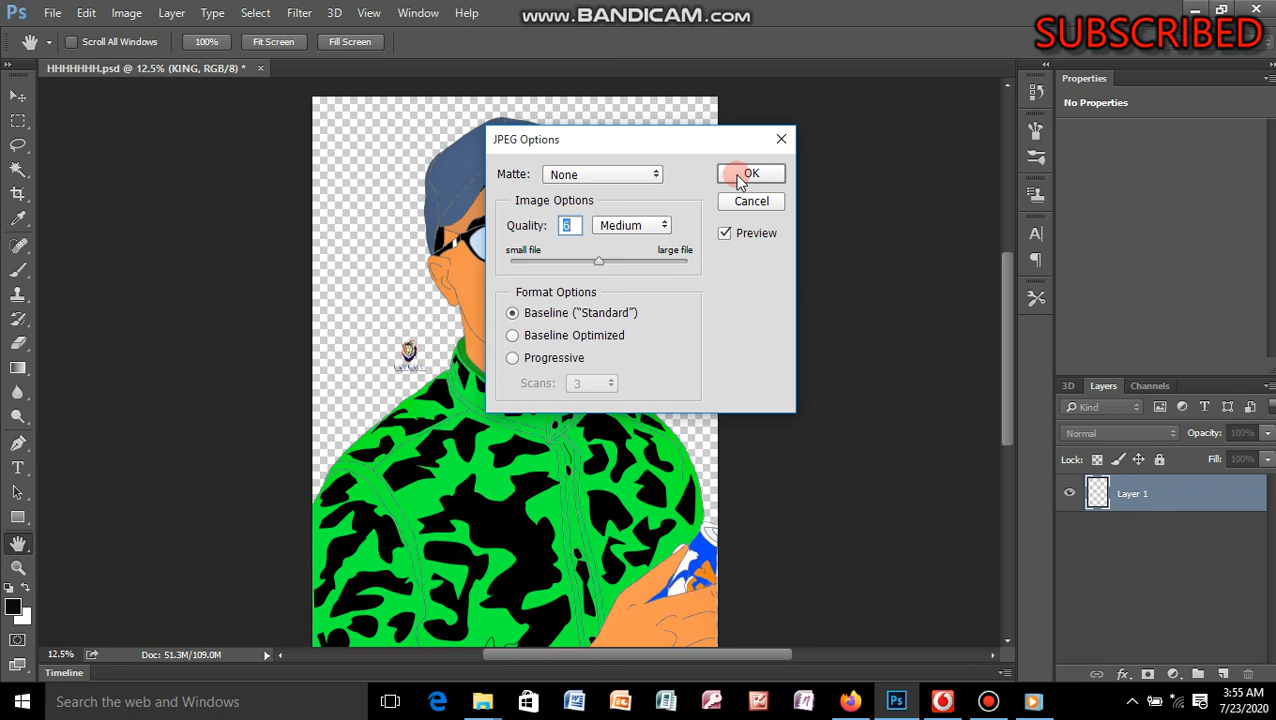 Ps File Edit Image Layer Type Select Filter 3D View Window Help
www.BANDICAM.com
SUBSCRIBED
Scroll All Windows 100% Fit Screen Fill Screen
HHHHHHH.psd @ 12.5% (KING, RGB/8) * ×
Properties
No Properties
JPEG Options
Matte: None
OK
Image Options
Cancel
Quality: 6 Medium
Preview
small file large file
Format Options
Baseline (“Standard”)
Baseline Optimized
Progressive
Scans: 3
3D Layers Channels
Kind
Normal Opacity: 100%
Lock: Fill: 100%
Layer 1
12.5% Doc: 51.3M/109.0M
Timeline
Search the web and Windows
3:55 AM
7/23/2020